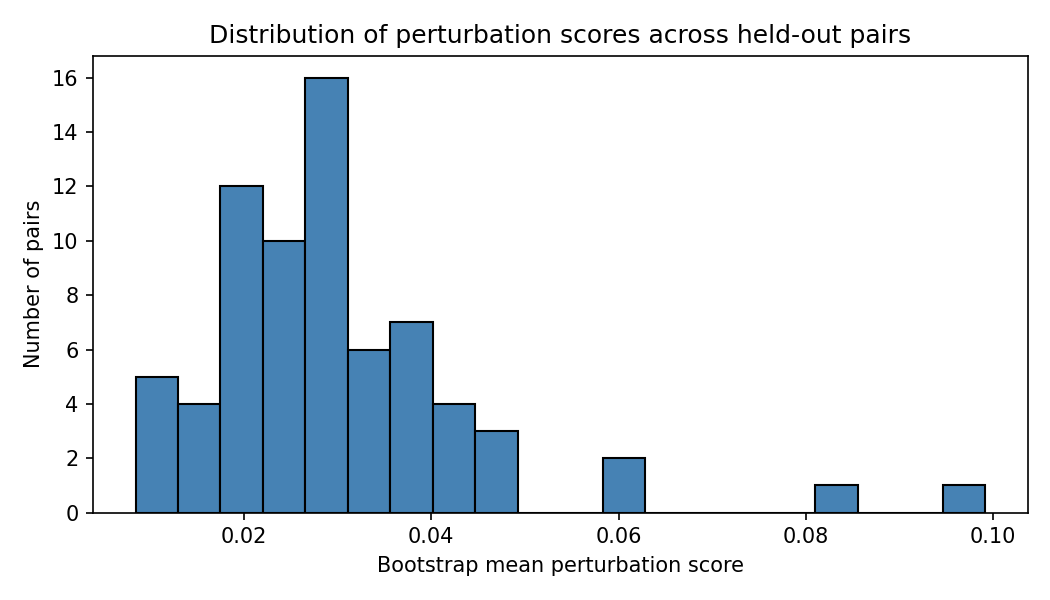 Distribution of perturbation scores across held-out pairs
Number of pairs
16
14
12
10
8
6
4
2
0
0.02 0.04 0.06 0.08 0.10
Bootstrap mean perturbation score